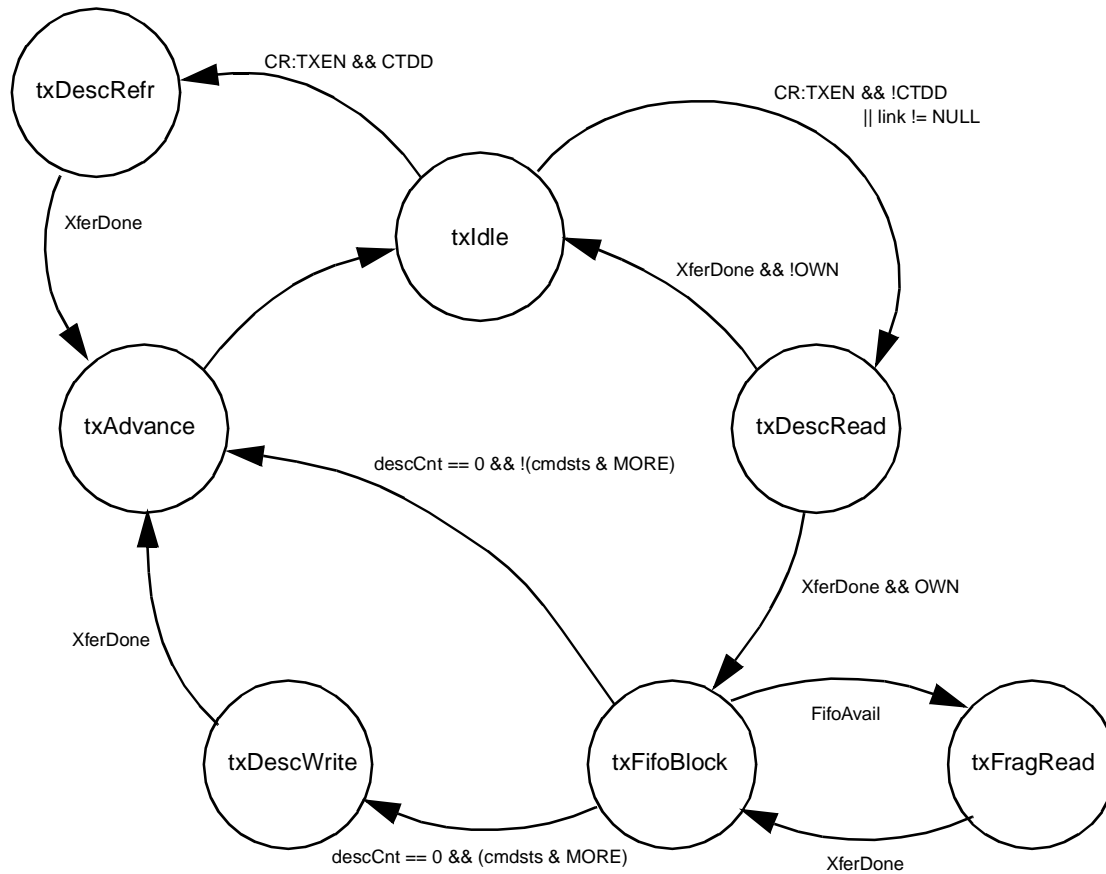 CR:TXEN && CTDD
txDescRefr
CR:TXEN && !CTDD
|| link != NULL
XferDone
txIdle
XferDone && !OWN
txAdvance
txDescRead
descCnt == 0 && !(cmdsts & MORE)
XferDone && OWN
XferDone
FifoAvail
txDescWrite
txFifoBlock
txFragRead
descCnt == 0 && (cmdsts & MORE)
XferDone